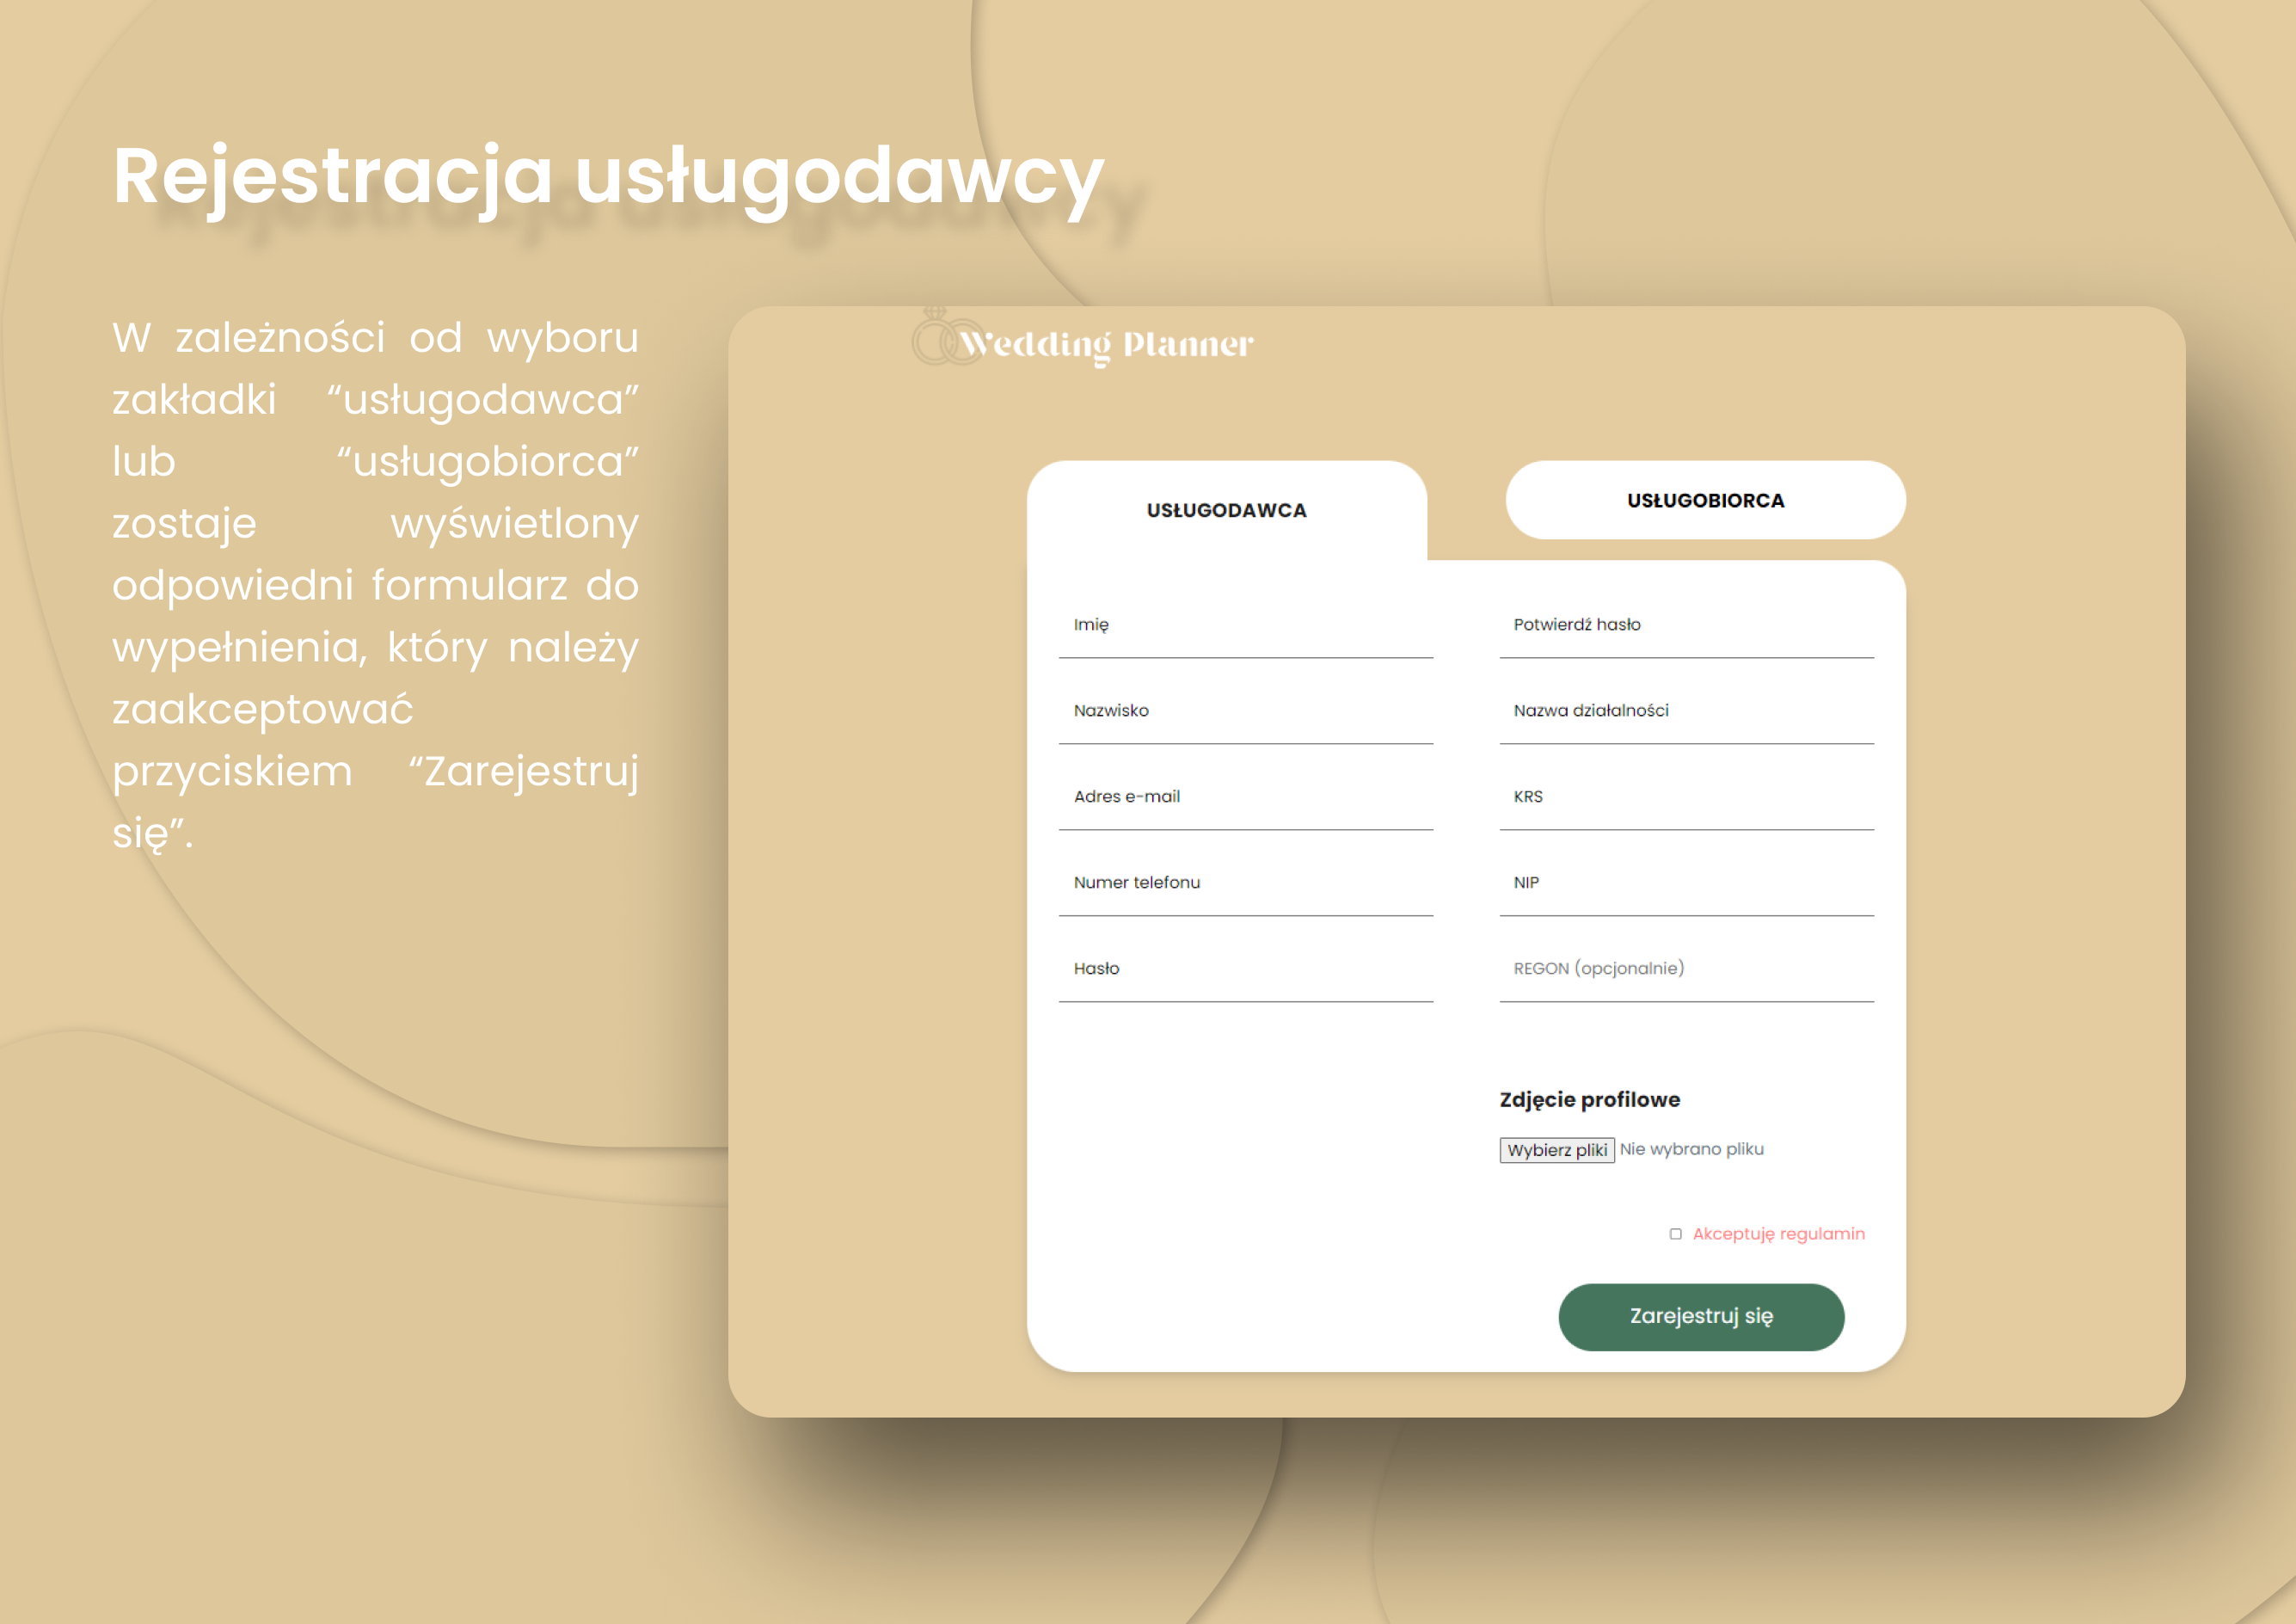 Rejestracja usługodawcy
W zależności od wyboru
zakładki “usługodawca”
lub “usługobiorca”
zostaje wyświetlony
odpowiedni formularz do
wypełnienia, który należy
zaakceptować
przyciskiem “Zarejestruj
się”.
Wedding Planner
USŁUGODAWCA
USŁUGOBIORCA
Imię
Nazwisko
Adres e-mail
Numer telefonu
Hasło
Potwierdź hasło
Nazwa działalności
KRS
NIP
REGON (opcjonalnie)
Zdjęcie profilowe
Wybierz pliki Nie wybrano pliku
Akceptuję regulamin
Zarejestruj się